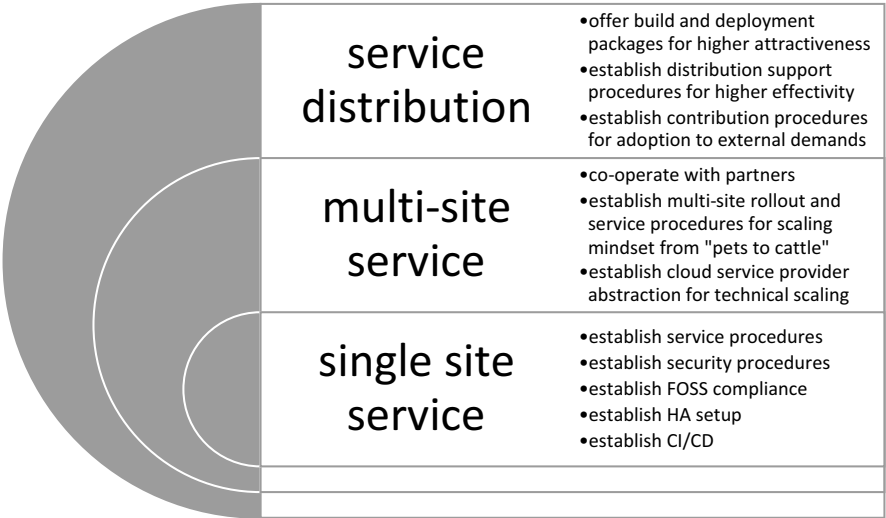 service
distribution
•offer build and deployment
packages for higher attractiveness
•establish distribution support
procedures for higher effectivity
•establish contribution procedures
for adoption to external demands
multi-site
service
•co-operate with partners
•establish multi-site rollout and
service procedures for scaling
mindset from "pets to cattle"
•establish cloud service provider
abstraction for technical scaling
single site
service
•establish service procedures
•establish security procedures
•establish FOSS compliance
•establish HA setup
•establish CI/CD